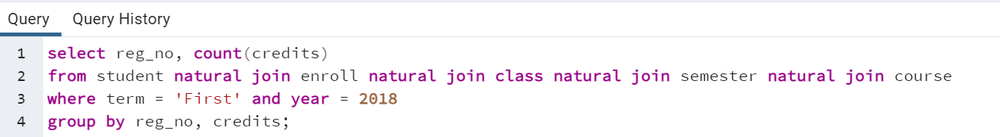 Query Query History
1 select reg_no, count(credits)
2 from student natural join enroll natural join class natural join semester natural join course
3 where term = 'First' and year = 2018
4 group by reg_no, credits;